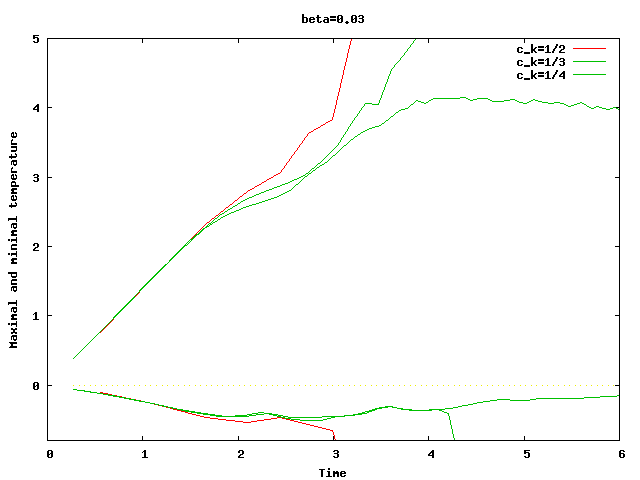 beta=0.03
c_k=1/2
c_k=1/3
c_k=1/4
5
4
3
2
1
0
Maximal and minimal temperature
0 1 2 3 4 5 6
Time